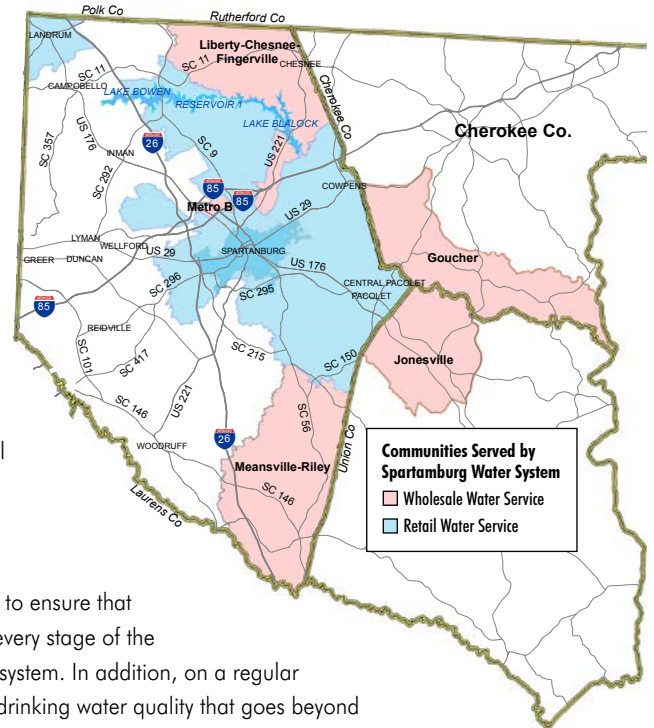 Polk Co
Rutherford Co
LANDRUM
Liberty-Chesnee-
Fingerville
SC 11
CHESNEE
SC 11
CAMPOBELLO
LAKE BOWEN
RESERVOIR 1
Cherokee Co
LAKE BLALOCK
Cherokee Co.
US 176
26
SC 9
US 221
SC 357
INMAN
SC 292
85
85
COWPENS
Metro B
US 29
LYMAN
WELLFORD
US 29
SPARTANBURG
Goucher
GREER
DUNCAN
US 176
SC 296
SC 295
CENTRAL PACOLET
PACOLET
85
REIDVILLE
SC 215
SC 150
Jonesville
SC 101
SC 417
SC 146
US 221
SC 56
26
WOODRUFF
Union Co
Meansville-Riley
SC 146
Laurens Co
Communities Served by
Spartamburg Water System
Wholesale Water Service
Retail Water Service
l
to ensure that
every stage of the
system. In addition, on a regular
drinking water quality that goes beyond